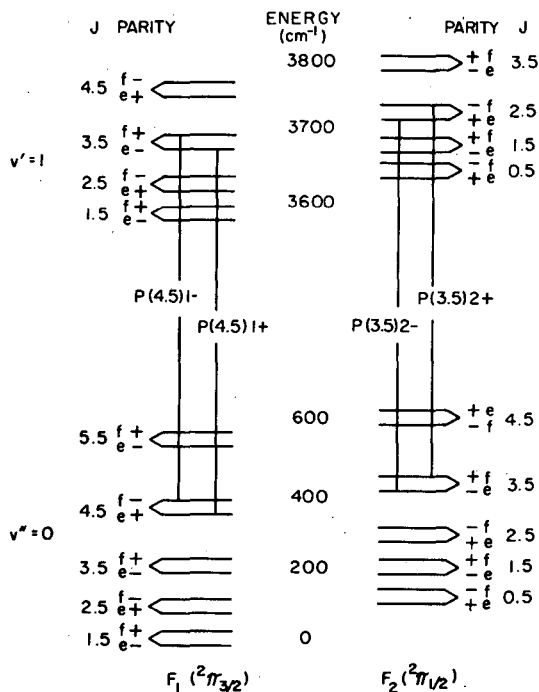 J PARITY ENERGY (cm⁻¹) PARITY J
3800
+ f
− e 3.5
4.5 f −
e +
− f
+ e 2.5
3700
3.5 f +
e −
+ f
− e 1.5
v' = 1
− f
+ e 0.5
2.5 f −
e +
1.5 f +
e −
3600
P(4.5)1− P(3.5)2+
P(4.5)1+ P(3.5)2−
600
+ e
− f 4.5
5.5 f +
e −
400
+ f
− e 3.5
4.5 f −
e +
v" = 0
− f
+ e 2.5
3.5 f +
e −
200
+ f
− e 1.5
2.5 f −
e +
− f
+ e 0.5
1.5 f +
e −
0
F₁ (²π₃/₂) F₂ (²π₁/₂)